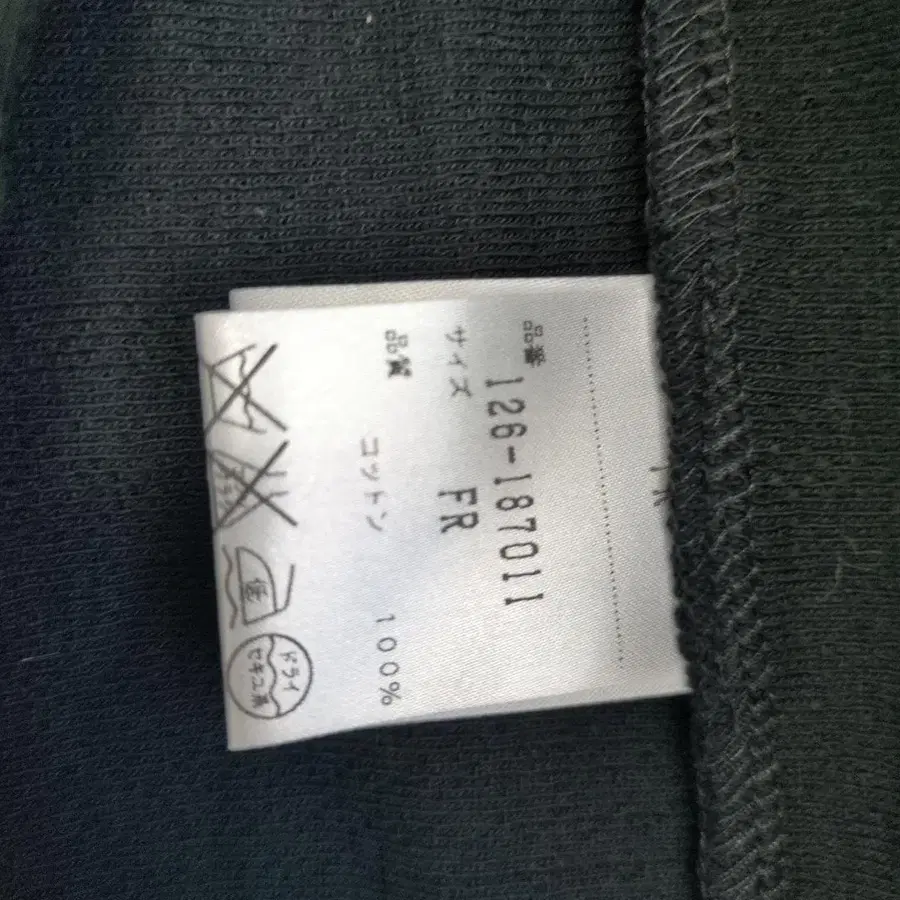 品番 126-187011
サイズ FR
品質
コットン 100%
低
ドライ
セキユ系